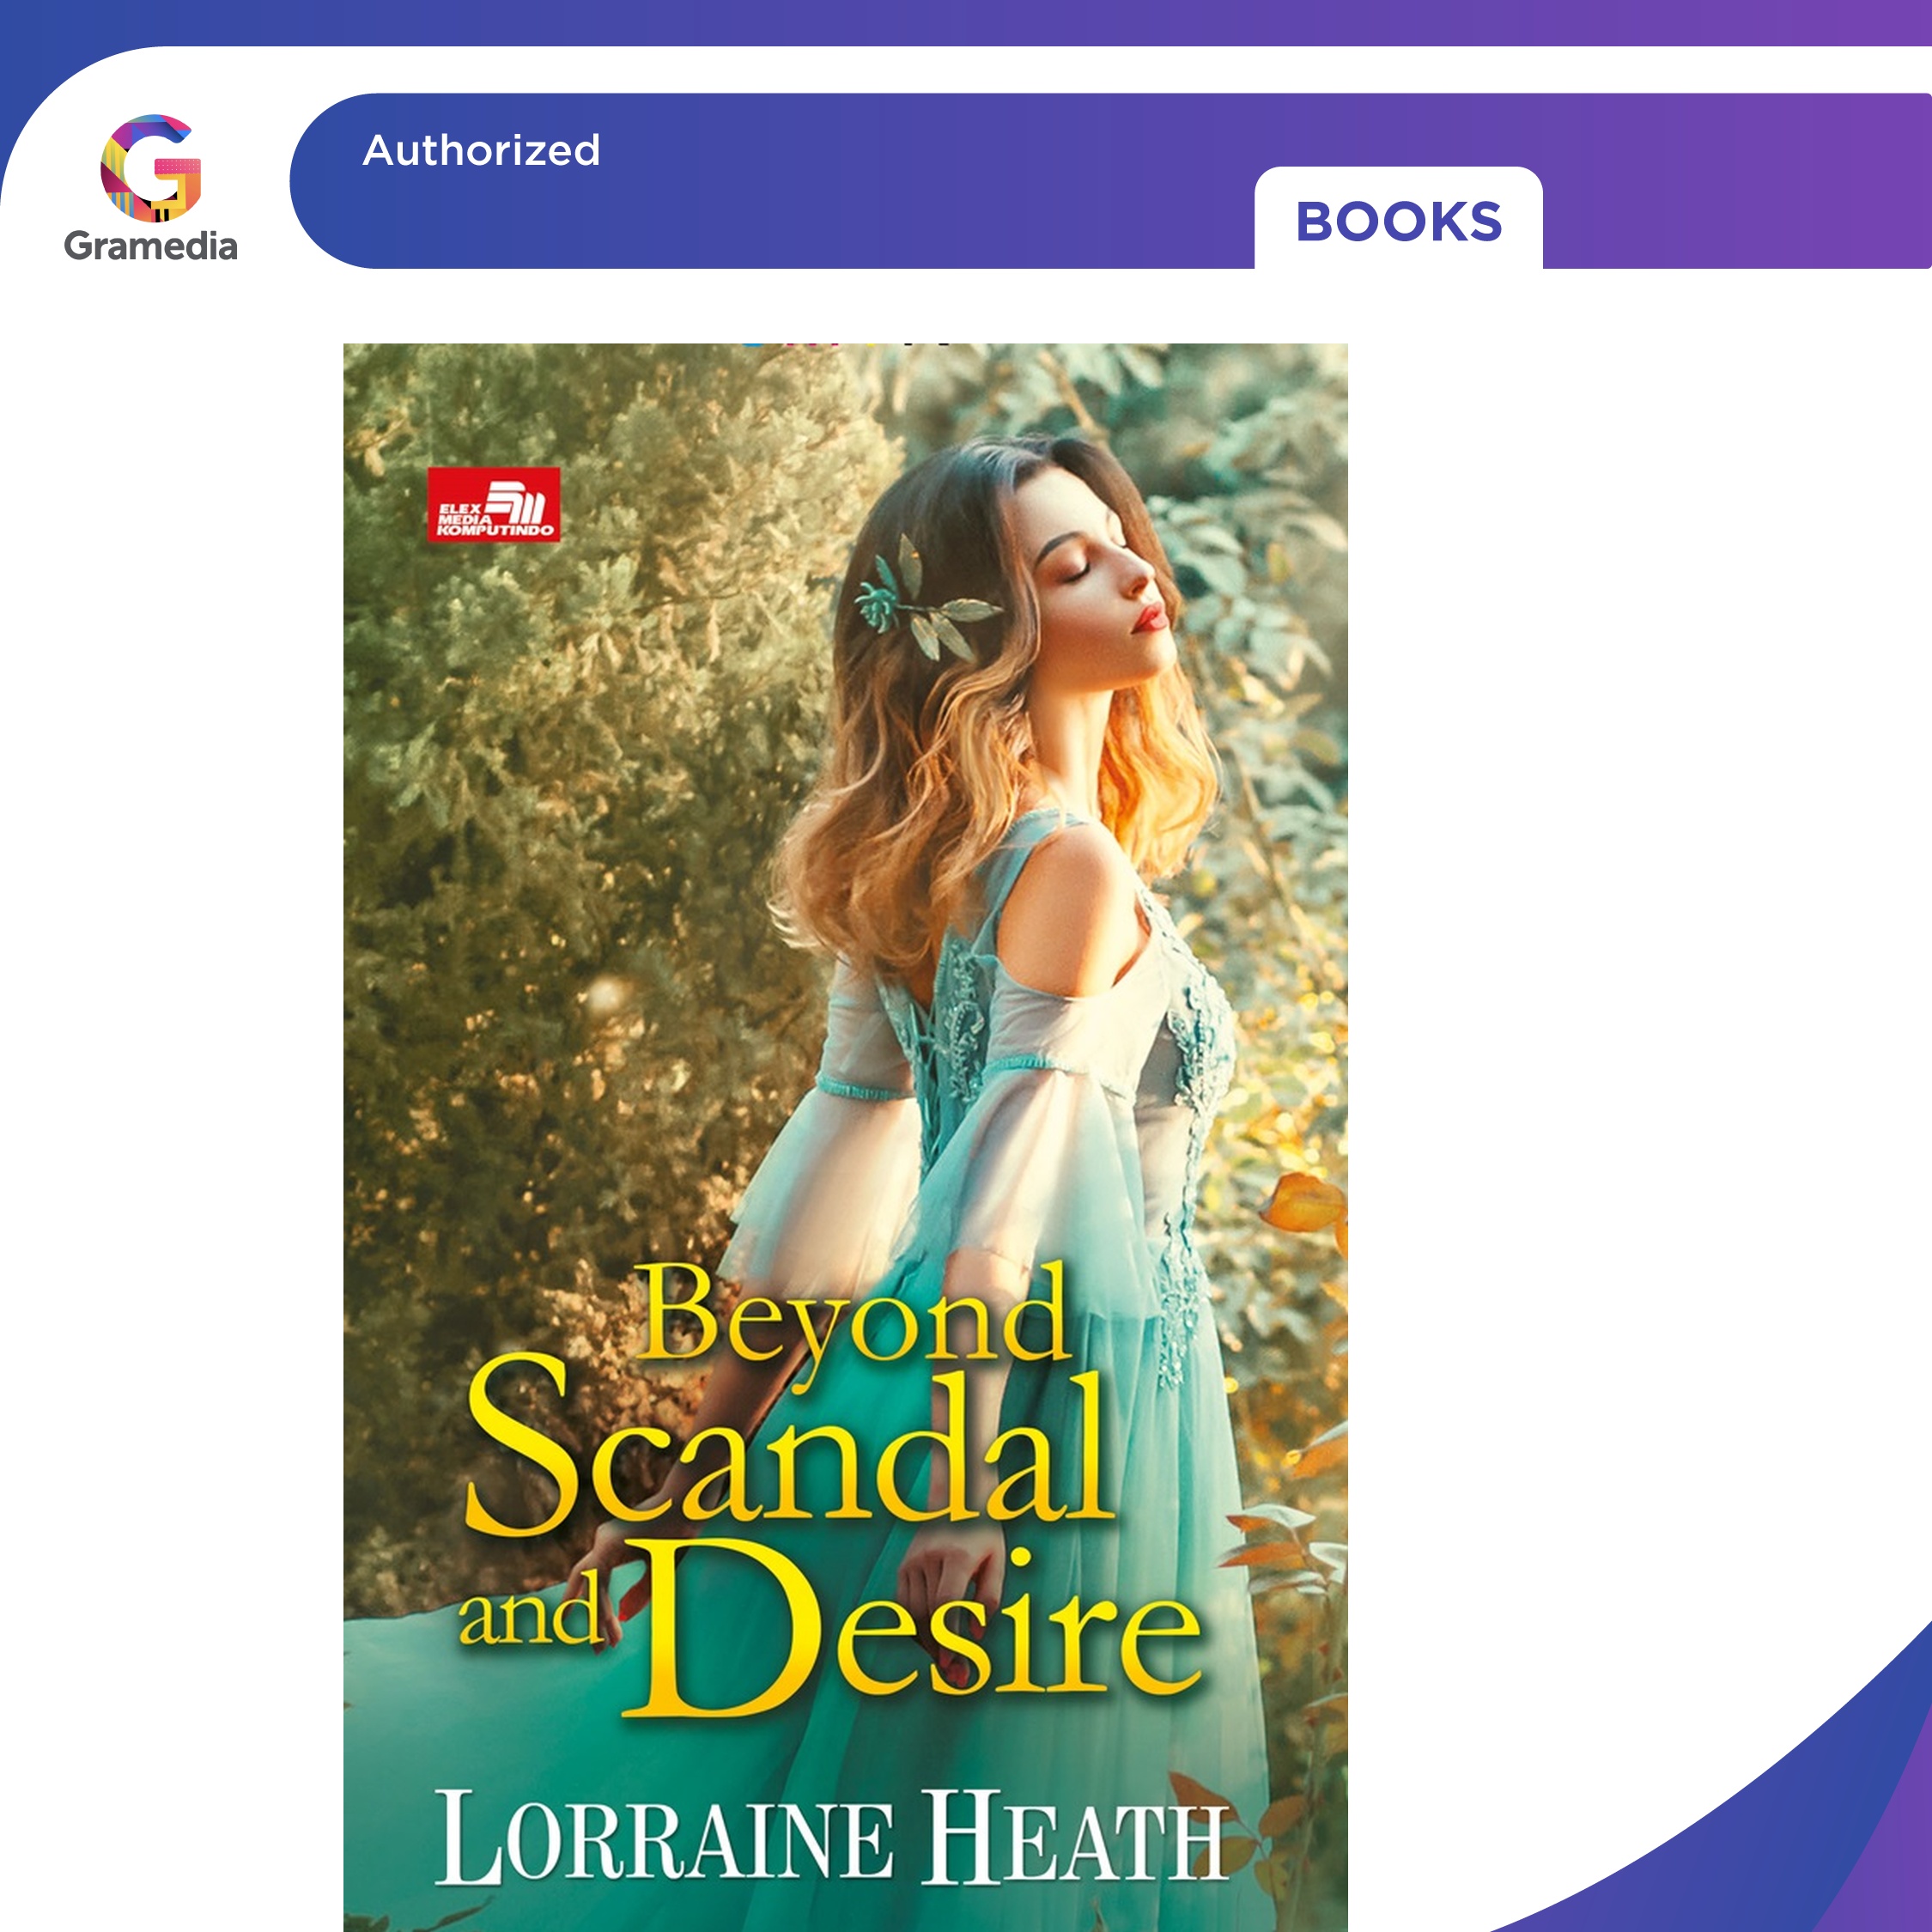 Authorized
BOOKS
Gramedia
ELEX
MEDIA
KOMPUTINDO
Beyond
Scandal
and Desire
LORRAINE HEATH